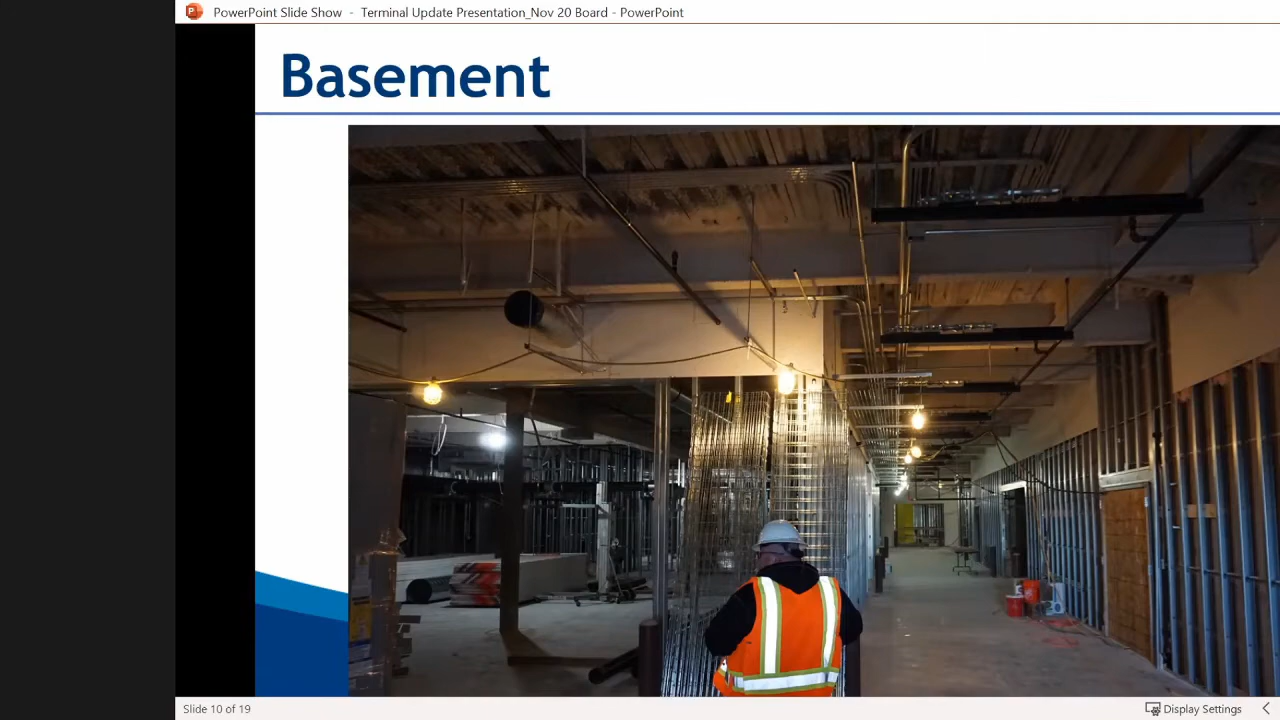 PowerPoint Slide Show - Terminal Update Presentation_Nov 20 Board - PowerPoint
Basement
Slide 10 of 19
Display Settings